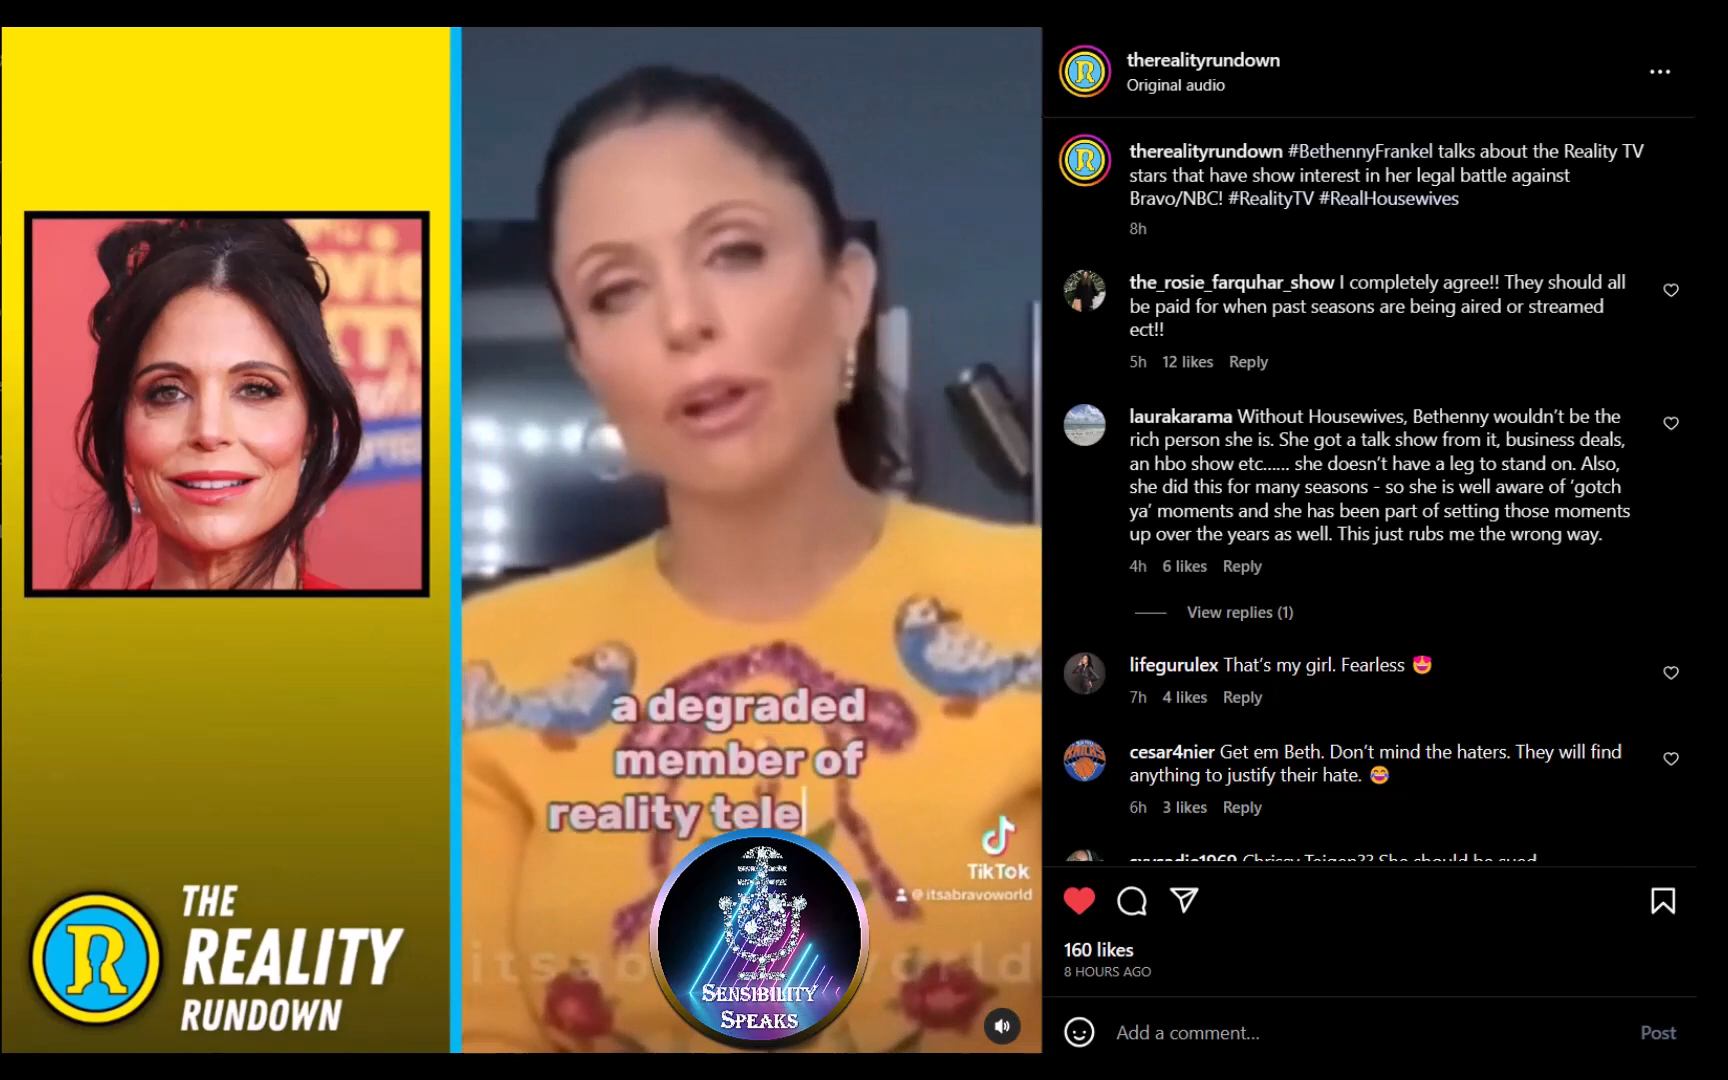 THE
REALITY
RUNDOWN
a degraded
member of
reality tele
TikTok
@itsabravoworld
SENSIBILITY
SPEAKS
therealityrundown
Original audio
therealityrundown #BethennyFrankel talks about the Reality TV
stars that have show interest in her legal battle against
Bravo/NBC! #RealityTV #RealHousewives
8h
the_rosie_farquhar_show I completely agree!! They should all
be paid for when past seasons are being aired or streamed
ect!!
5h 12 likes Reply
laurakarama Without Housewives, Bethenny wouldn't be the
rich person she is. She got a talk show from it, business deals,
an hbo show etc...... she doesn't have a leg to stand on. Also,
she did this for many seasons - so she is well aware of 'gotch
ya' moments and she has been part of setting those moments
up over the years as well. This just rubs me the wrong way.
4h 6 likes Reply
View replies (1)
lifegurulex That's my girl. Fearless 😍
7h 4 likes Reply
cesar4nier Get em Beth. Don't mind the haters. They will find
anything to justify their hate. 😂
6h 3 likes Reply
Chrissy Teigen?? She should be sued
160 likes
8 HOURS AGO
Add a comment...
Post